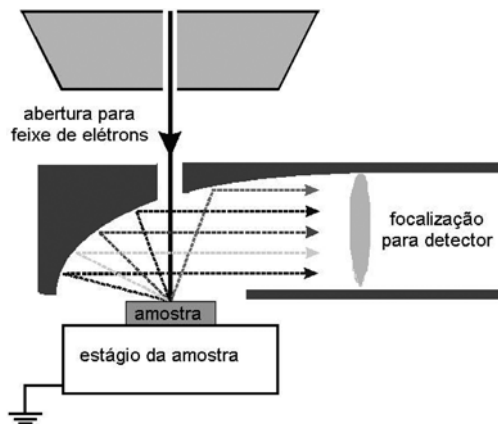 abertura para
feixe de elétrons
focalização
para detector
amostra
estágio da amostra